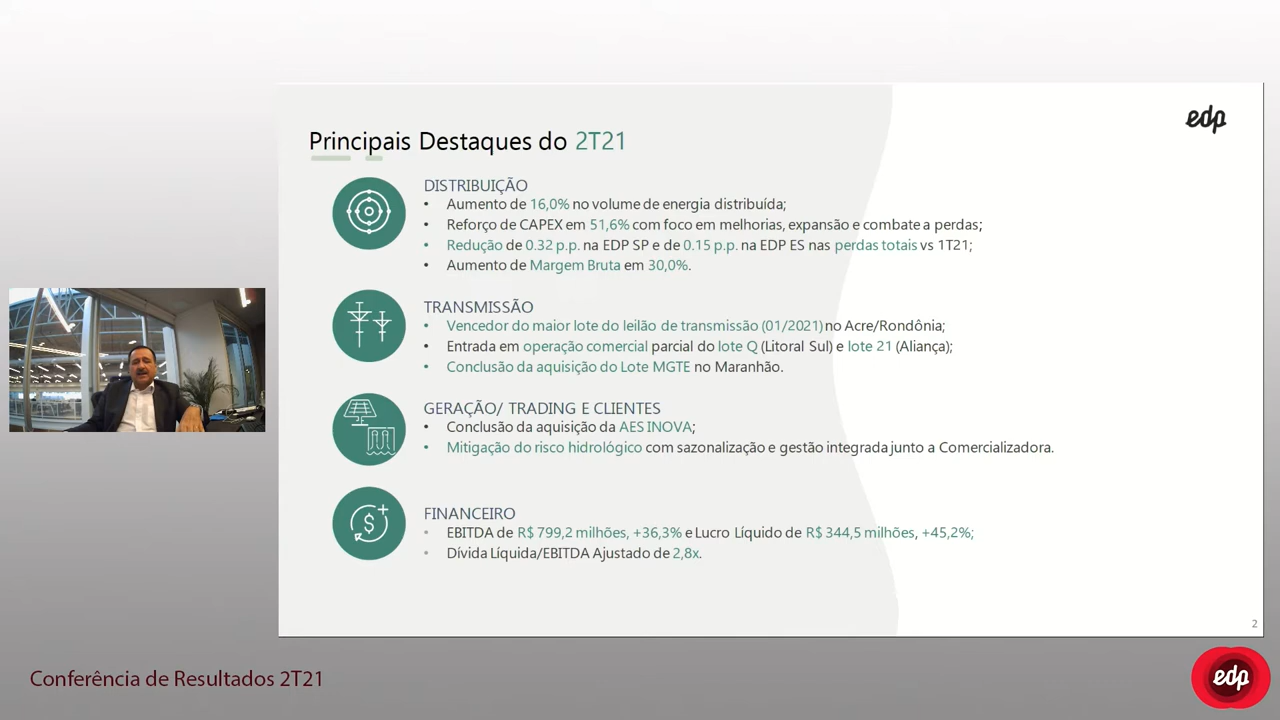 edp
Principais Destaques do 2T21
DISTRIBUIÇÃO
• Aumento de 16,0% no volume de energia distribuída;
• Reforço de CAPEX em 51,6% com foco em melhorias, expansão e combate a perdas;
• Redução de 0.32 p.p. na EDP SP e de 0.15 p.p. na EDP ES nas perdas totais vs 1T21;
• Aumento de Margem Bruta em 30,0%.
TRANSMISSÃO
• Vencedor do maior lote do leilão de transmissão (01/2021) no Acre/Rondônia;
• Entrada em operação comercial parcial do lote Q (Litoral Sul) e lote 21 (Aliança);
• Conclusão da aquisição do Lote MGTE no Maranhão.
GERAÇÃO/ TRADING E CLIENTES
• Conclusão da aquisição da AES INOVA;
• Mitigação do risco hidrológico com sazonalização e gestão integrada junto a Comercializadora.
FINANCEIRO
• EBITDA de R$ 799,2 milhões, +36,3% e Lucro Líquido de R$ 344,5 milhões, +45,2%;
• Dívida Líquida/EBITDA Ajustado de 2,8x.
2
Conferência de Resultados 2T21
edp